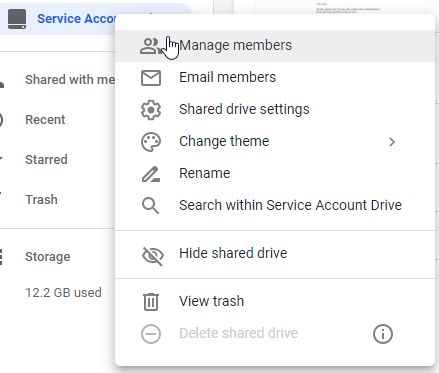 Service Accou
Manage members
Email members
Shared with me
Shared drive settings
Recent
Change theme
Starred
Rename
Trash
Search within Service Account Drive
Storage
Hide shared drive
12.2 GB used
View trash
Delete shared drive